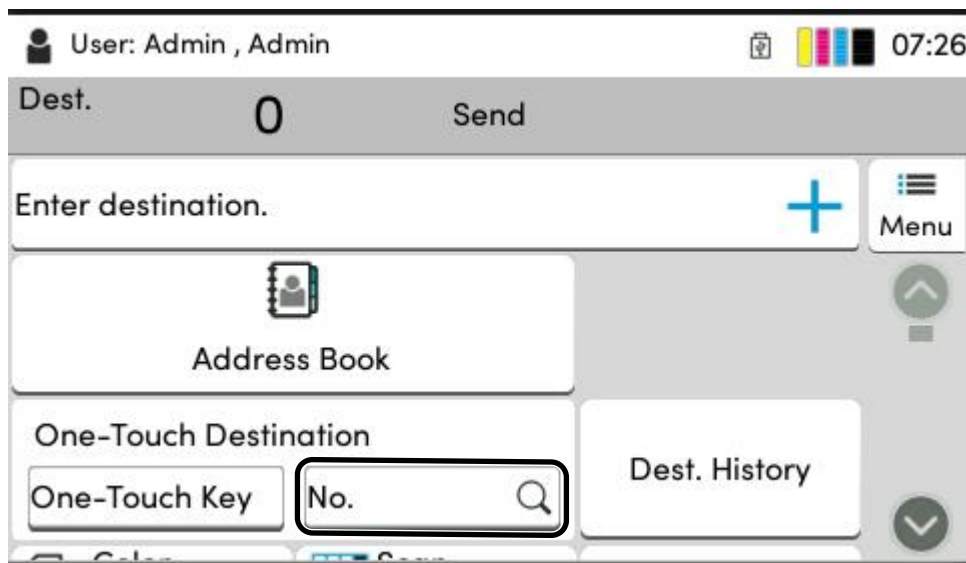 User: Admin , Admin
07:26
Dest.
0
Send
Enter destination.
Menu
Address Book
One-Touch Destination
One-Touch Key
No.
Dest. History